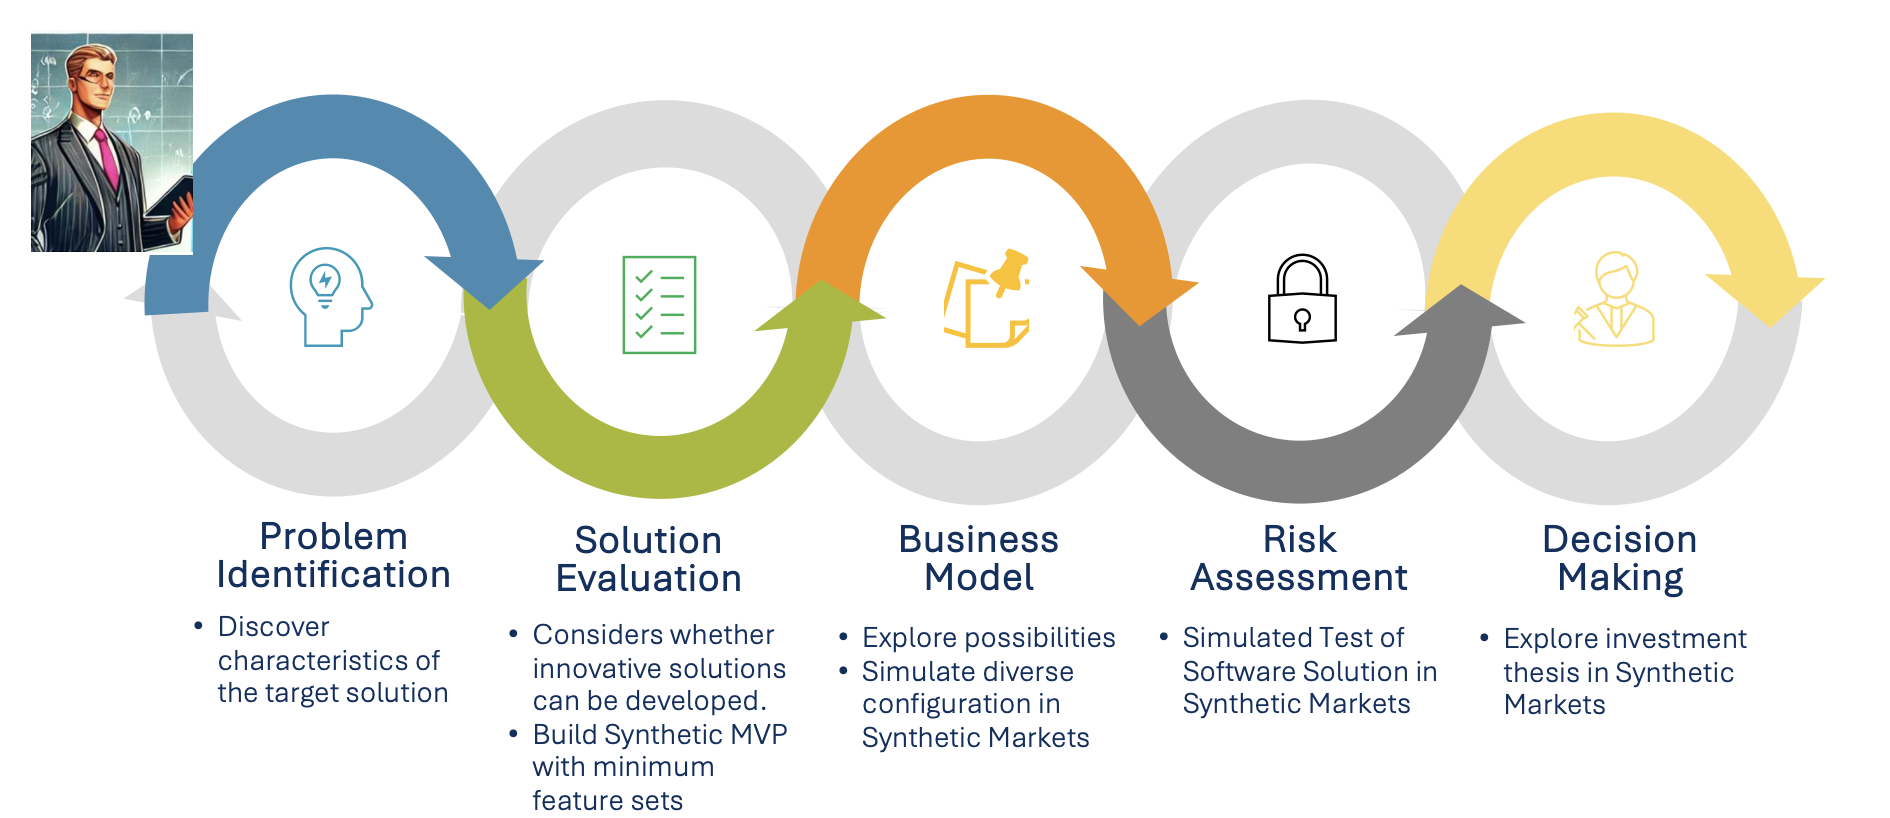 Problem
Identification
• Discover
characteristics of
the target solution
Solution
Evaluation
• Considers whether
innovative solutions
can be developed.
• Build Synthetic MVP
with minimum
feature sets
Business
Model
• Explore possibilities
• Simulate diverse
configuration in
Synthetic Markets
Risk
Assessment
• Simulated Test of
Software Solution in
Synthetic Markets
Decision
Making
• Explore investment
thesis in Synthetic
Markets